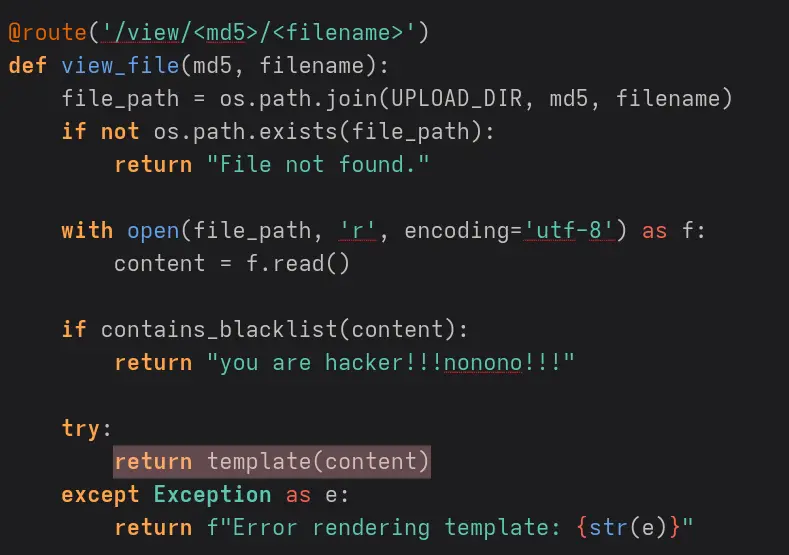 @route('/view/<md5>/<filename>')
def view_file(md5, filename):
    file_path = os.path.join(UPLOAD_DIR, md5, filename)
    if not os.path.exists(file_path):
        return "File not found."

    with open(file_path, 'r', encoding='utf-8') as f:
        content = f.read()

    if contains_blacklist(content):
        return "you are hacker!!!nonono!!!"

    try:
        return template(content)
    except Exception as e:
        return f"Error rendering template: {str(e)}"